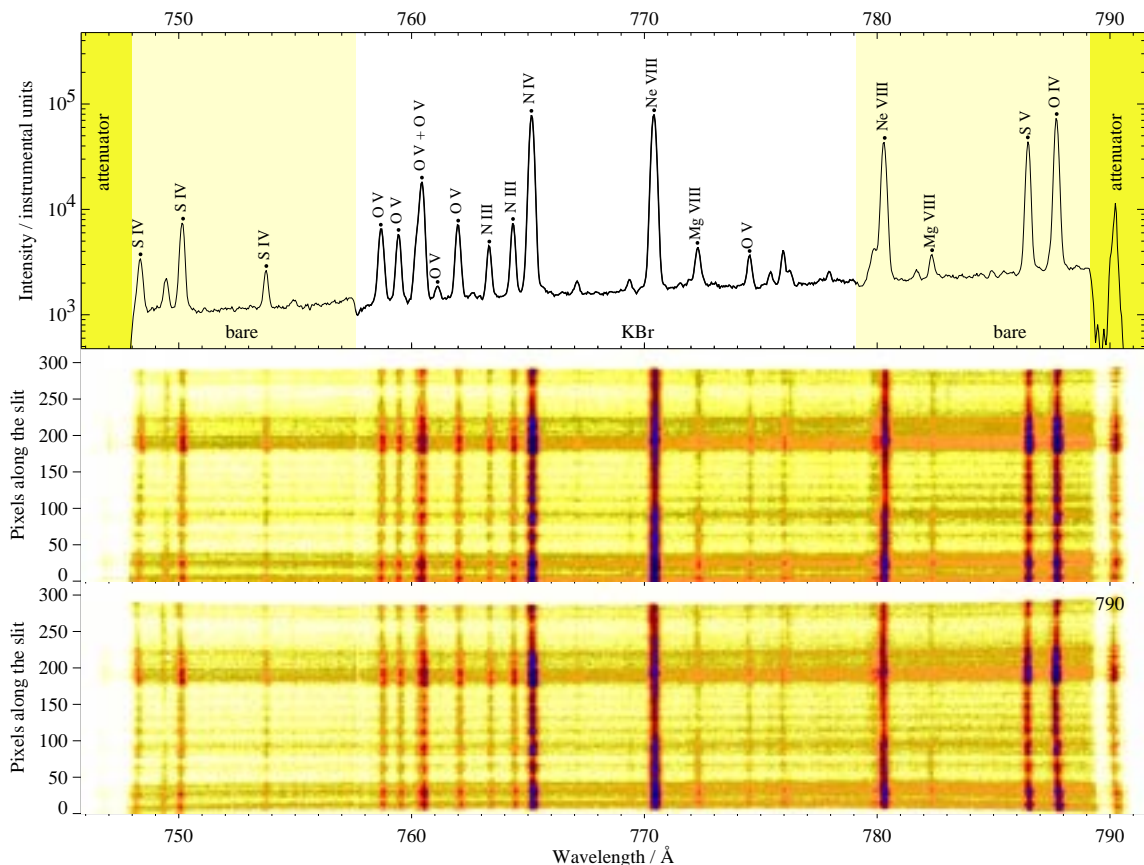 750 760 770 780 790
Intensity / instrumental units
10^5
10^4
10^3
attenuator
S IV
S IV
S IV
O V
O V
O V + O V
O V
O V
N III
N III
N IV
Ne VIII
Mg VIII
O V
Ne VIII
Mg VIII
S V
O IV
attenuator
bare KBr bare
Pixels along the slit
300
250
200
150
100
50
0
Pixels along the slit
300
250
200
150
100
50
0
790
750 760 770 780 790
Wavelength / Å